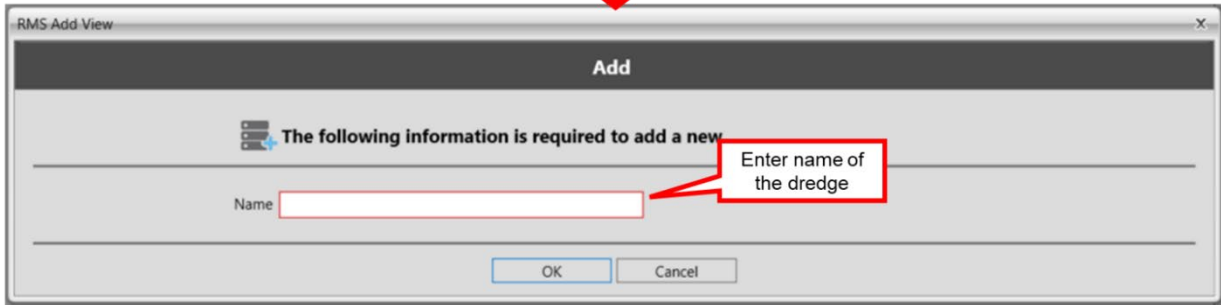 RMS Add View
x
Add
The following information is required to add a new
Enter name of
the dredge
Name
OK
Cancel